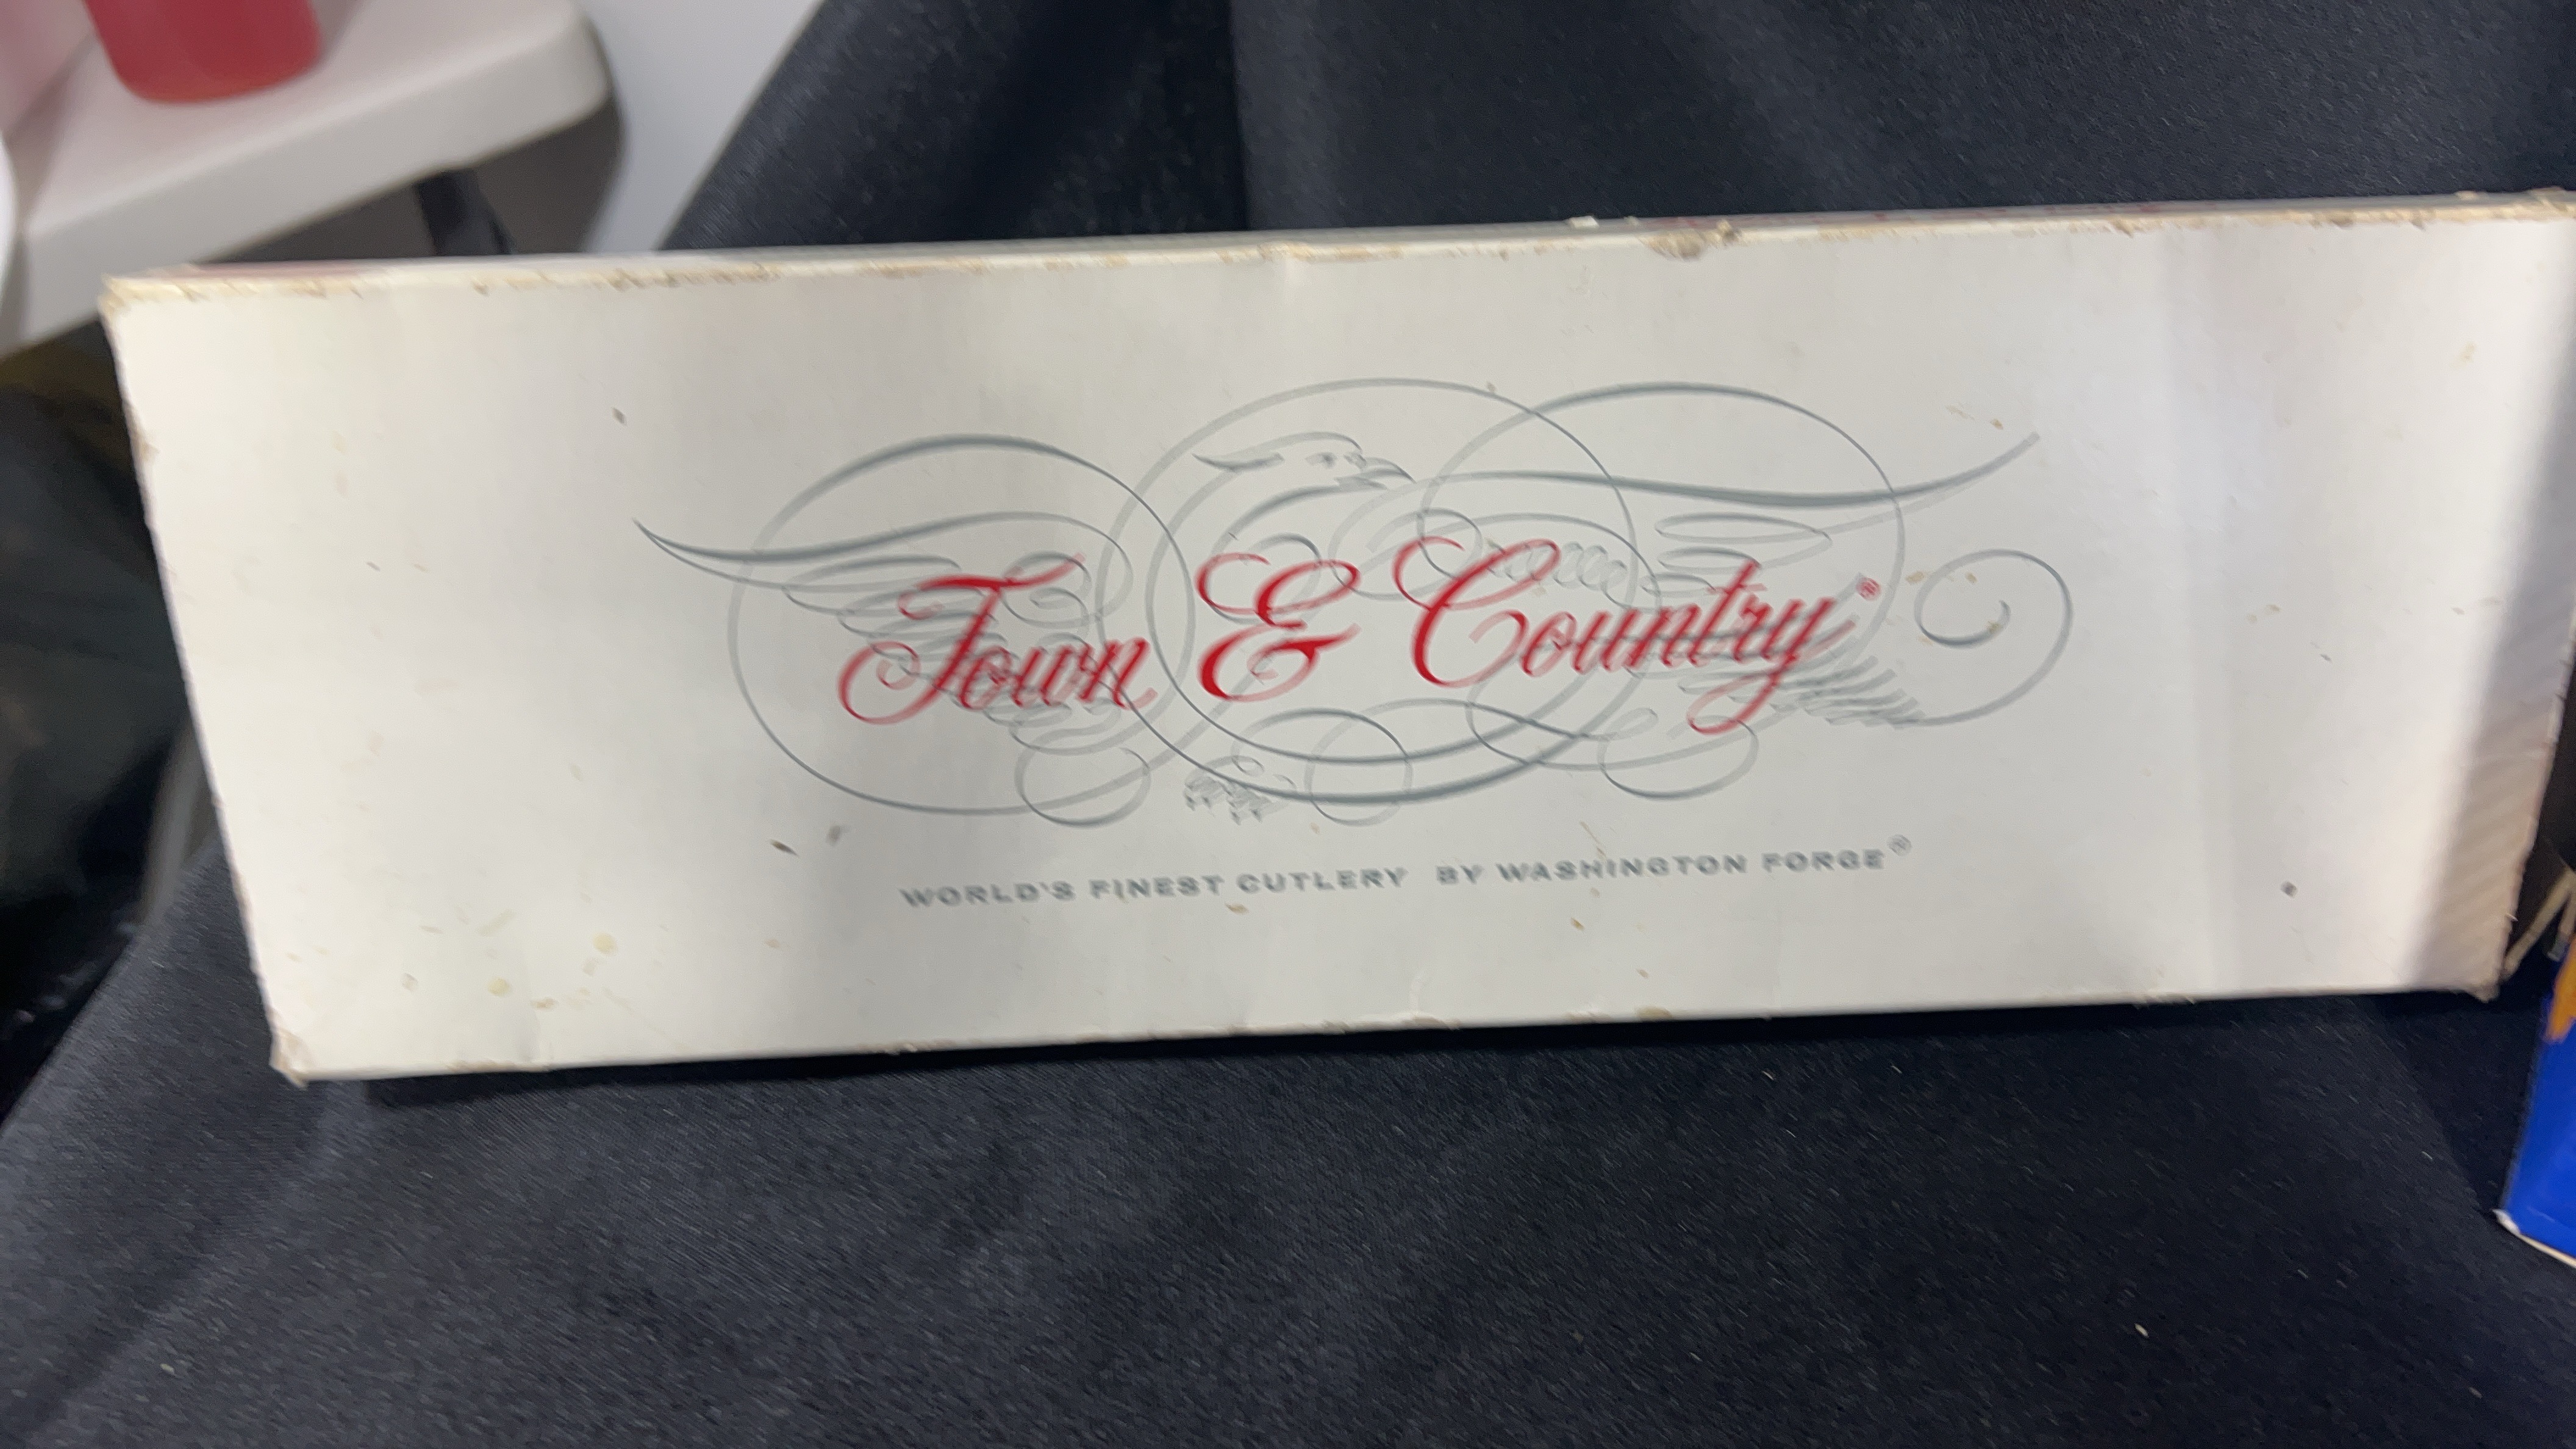 Town & Country®
WORLD'S FINEST CUTLERY BY WASHINGTON FORGE®